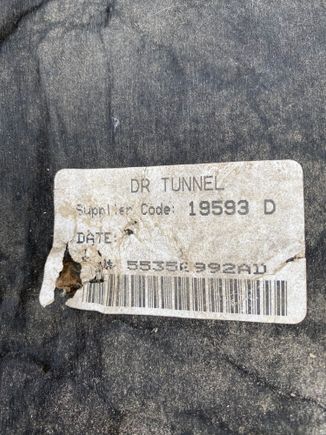 DR TUNNEL
Supplier Code: 19593 D
DATE: